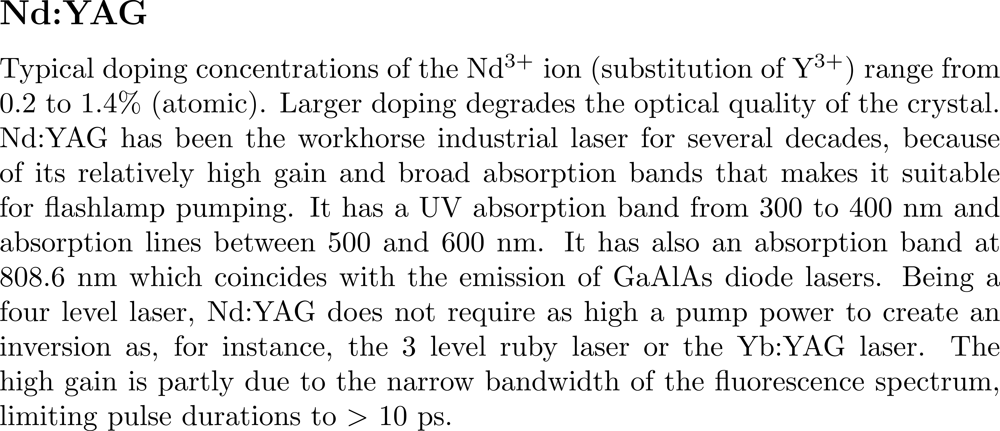 Nd:YAG
Typical doping concentrations of the Nd³⁺ ion (substitution of Y³⁺) range from
0.2 to 1.4% (atomic). Larger doping degrades the optical quality of the crystal.
Nd:YAG has been the workhorse industrial laser for several decades, because
of its relatively high gain and broad absorption bands that makes it suitable
for flashlamp pumping. It has a UV absorption band from 300 to 400 nm and
absorption lines between 500 and 600 nm. It has also an absorption band at
808.6 nm which coincides with the emission of GaAlAs diode lasers. Being a
four level laser, Nd:YAG does not require as high a pump power to create an
inversion as, for instance, the 3 level ruby laser or the Yb:YAG laser. The
high gain is partly due to the narrow bandwidth of the fluorescence spectrum,
limiting pulse durations to > 10 ps.